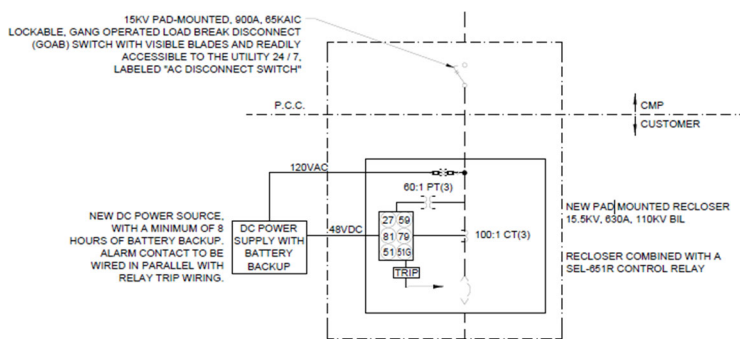 15KV PAD-MOUNTED, 900A, 65KAIC
LOCKABLE, GANG OPERATED LOAD BREAK DISCONNECT
(GOAB) SWITCH WITH VISIBLE BLADES AND READILY
ACCESSIBLE TO THE UTILITY 24 / 7,
LABELED "AC DISCONNECT SWITCH"
P.C.C.
CMP
CUSTOMER
120VAC
60:1 PT(3)
NEW DC POWER SOURCE,
WITH A MINIMUM OF 8
HOURS OF BATTERY BACKUP.
ALARM CONTACT TO BE
WIRED IN PARALLEL WITH
RELAY TRIP WIRING.
DC POWER
SUPPLY WITH
BATTERY
BACKUP
48VDC
27 59
81 79
51 51G
TRIP
100:1 CT(3)
NEW PAD MOUNTED RECLOSER
15.5KV, 630A, 110KV BIL
RECLOSER COMBINED WITH A
SEL-651R CONTROL RELAY